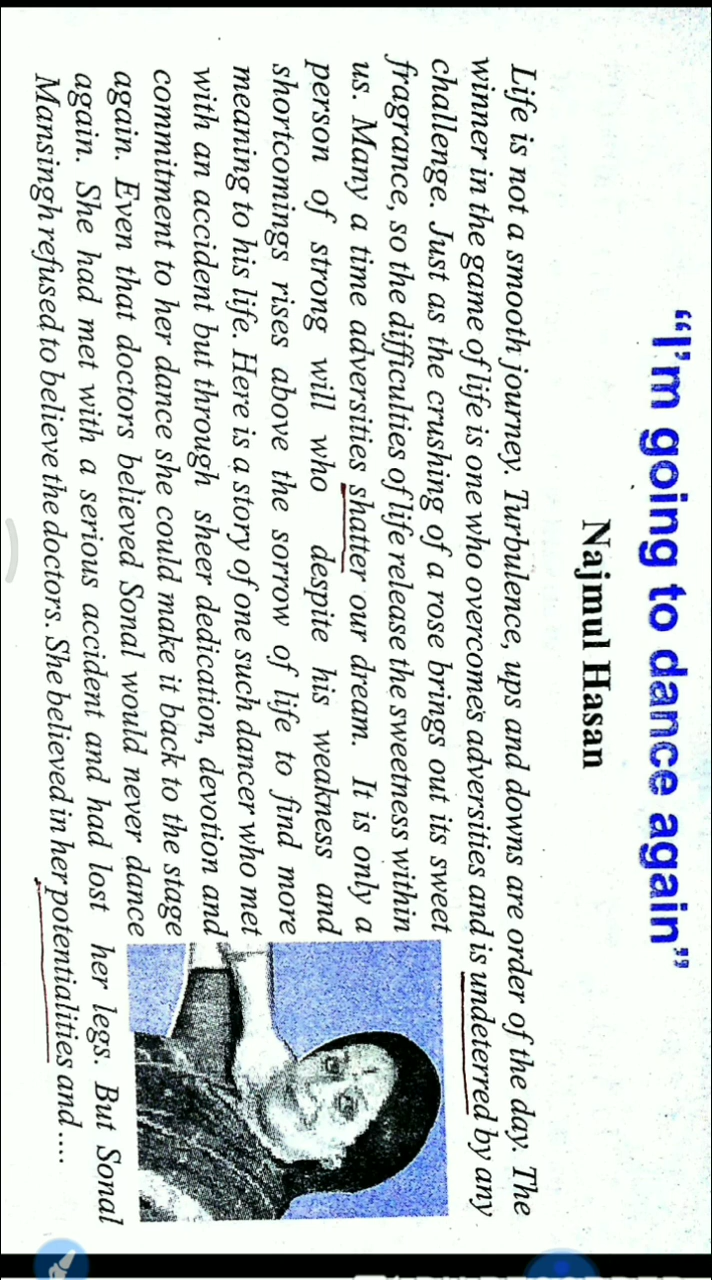 “I’m going to dance again”
Najmul Hasan
Life is not a smooth journey. Turbulence, ups and downs are order of the day. The
winner in the game of life is one who overcomes adversities and is undeterred by any
challenge. Just as the crushing of a rose brings out its sweet
fragrance, so the difficulties of life release the sweetness within
us. Many a time adversities shatter our dream. It is only a
person of strong will who despite his weakness and
shortcomings rises above the sorrow of life to find more
meaning to his life. Here is a story of one such dancer who met
with an accident but through sheer dedication, devotion and
commitment to her dance she could make it back to the stage
again. Even that doctors believed Sonal would never dance
again. She had met with a serious accident and had lost her legs. But Sonal
Mansingh refused to believe the doctors. She believed in her potentialities and ....